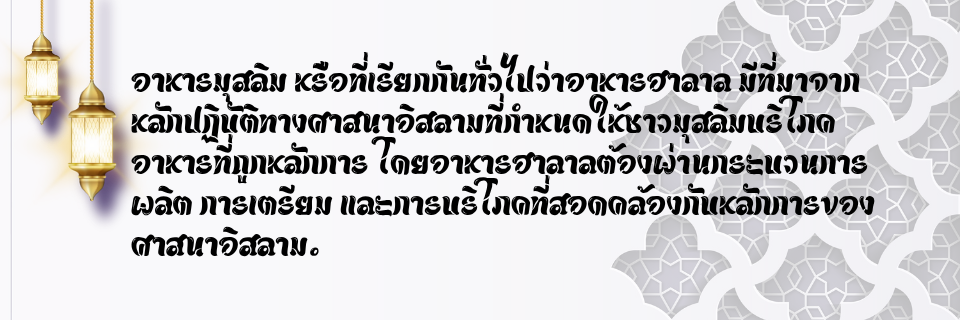 อาหารมุสลิม หรือที่เรียกกันทั่วไปว่าอาหารฮาลาล มีที่มาจาก
หลักปฏิบัติทางศาสนาอิสลามที่กำหนดให้ชาวมุสลิมบริโภค
อาหารที่ถูกหลักการ โดยอาหารฮาลาลต้องผ่านกระบวนการ
ผลิต การเตรียม และการบริโภคที่สอดคล้องกับหลักการของ
ศาสนาอิสลาม。